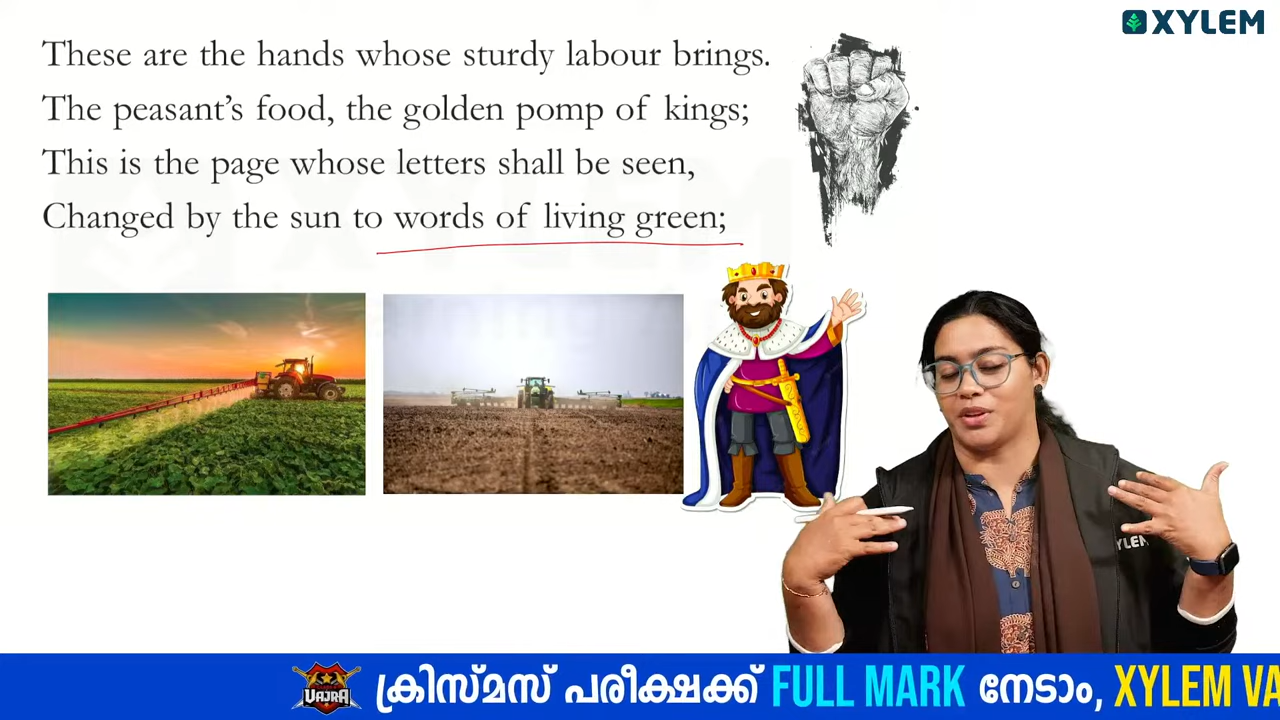 XYLEM
These are the hands whose sturdy labour brings.
The peasant’s food, the golden pomp of kings;
This is the page whose letters shall be seen,
Changed by the sun to words of living green;
XYLEM
VAJRA
ക്രിസ്മസ് പരീക്ഷക്ക് FULL MARK നേടാം, XYLEM VA